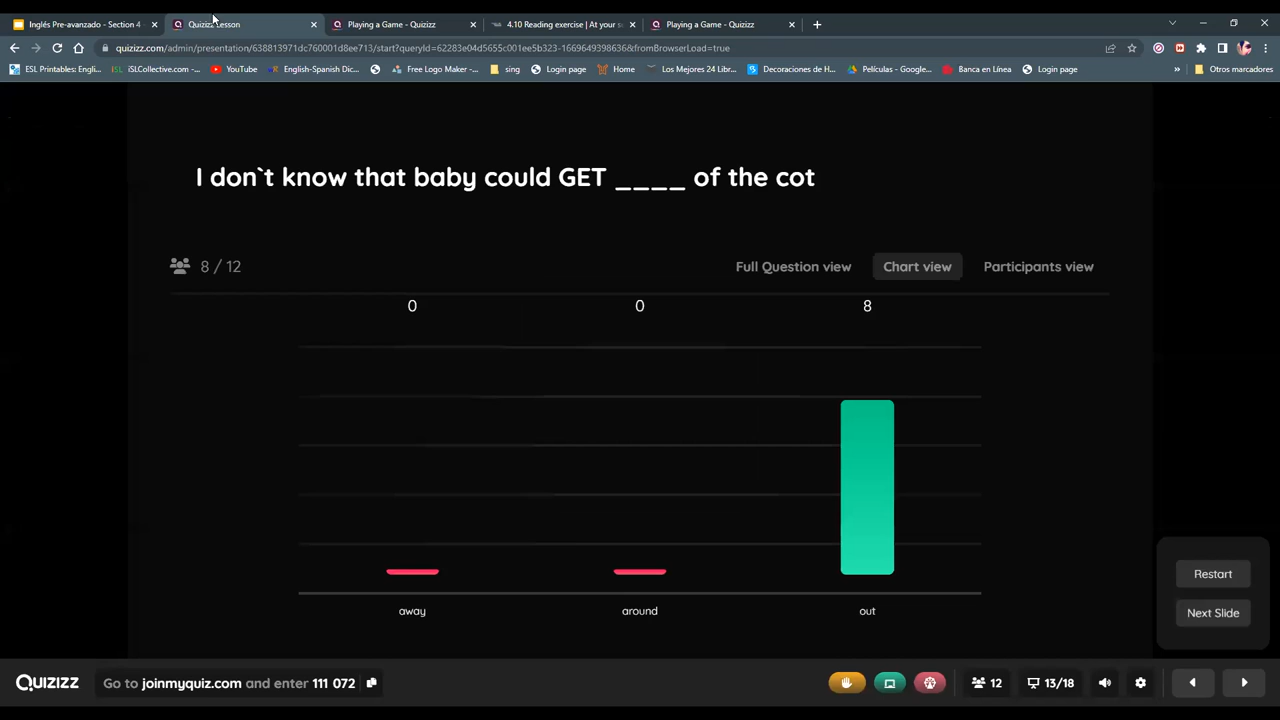 Inglés Pre-avanzado - Section 4
Quizizz Lesson
Playing a Game - Quizizz
4.10 Reading exercise | At your s
Playing a Game - Quizizz
quizizz.com/admin/presentation/638813971dc760001d8ee713/start?queryId=62283e04d5655c001ee5b323-1669649938636&fromBrowserLoad=true
ESL Printables: Engli...
iSLCollective.com -...
YouTube
English-Spanish Dic...
Free Logo Maker -...
sing
Login page
Home
Los Mejores 24 Libr...
Decoraciones de H...
Películas - Google...
Banca en Línea
Login page
»
Otros marcadores
I don`t know that baby could GET ____ of the cot
8 / 12
Full Question view
Chart view
Participants view
0
0
8
away
around
out
Restart
Next Slide
QUIZIZZ
Go to joinmyquiz.com and enter 111 072
12
13/18